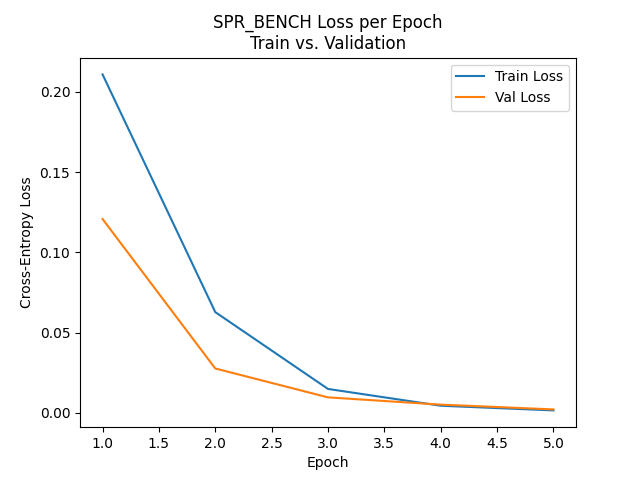 SPR_BENCH Loss per Epoch
Train vs. Validation
Train Loss
Val Loss
Cross-Entropy Loss
0.20
0.15
0.10
0.05
0.00
1.0 1.5 2.0 2.5 3.0 3.5 4.0 4.5 5.0
Epoch